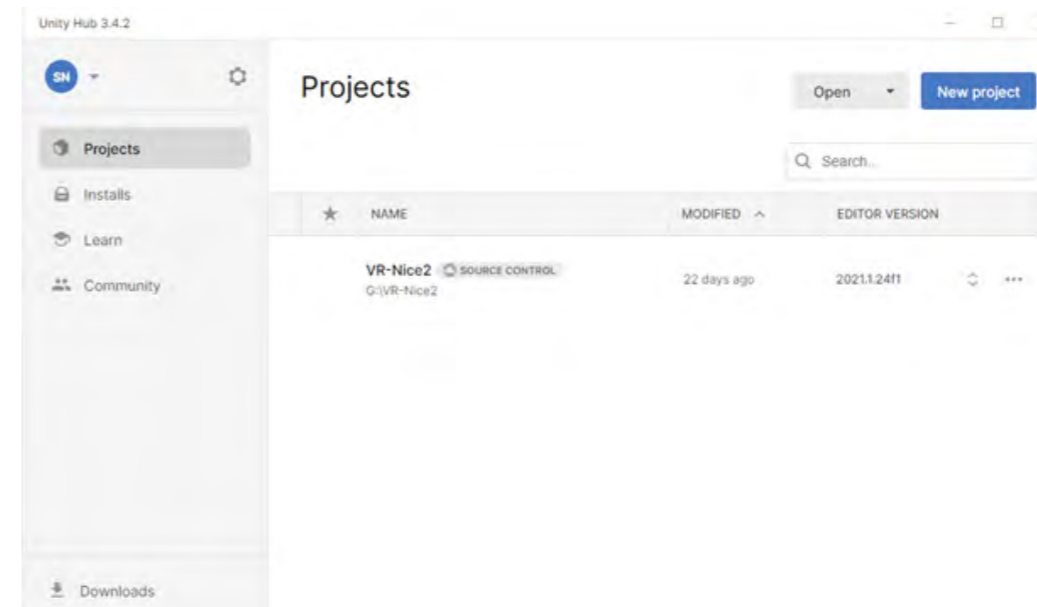 Unity Hub 3.4.2
SN
Projects
Open
New project
Projects
Search..
Installs
NAME
MODIFIED
EDITOR VERSION
Learn
VR-Nice2 SOURCE CONTROL
22 days ago
2021.1.24f1
G:\VR-Nice2
Community
Downloads